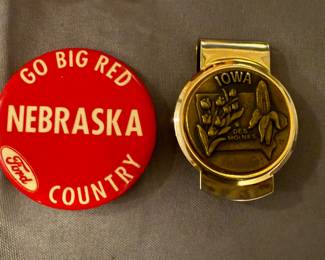 GO BIG RED
NEBRASKA
COUNTRY
Ford
IOWA
DES
MOINES